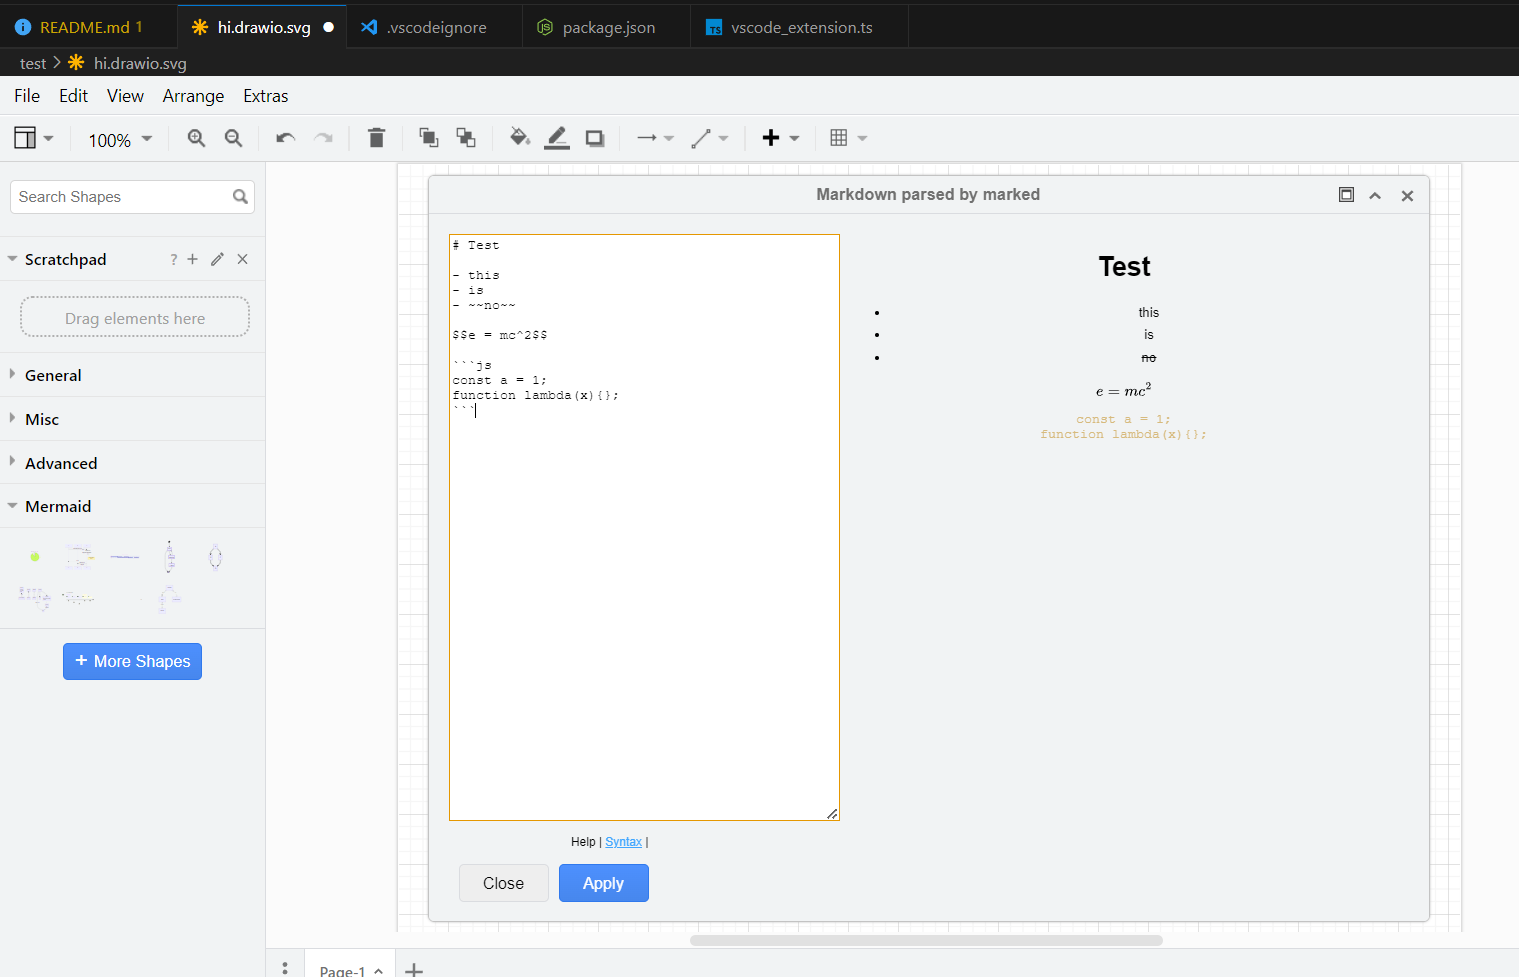 README.md 1
hi.drawio.svg
.vscodeignore
package.json
TS vscode_extension.ts
test > hi.drawio.svg
File Edit View Arrange Extras
100%
Search Shapes
Scratchpad ?
Drag elements here
General
Misc
Advanced
Mermaid
+ More Shapes
Markdown parsed by marked
# Test
- this
- is
- ~~no~~
$$e = mc^2$$
```js
const a = 1;
function lambda(x){};
```
Help | Syntax |
Close
Apply
Test
• this
• is
• no
e = mc²
const a = 1;
function lambda(x){};
Page-1